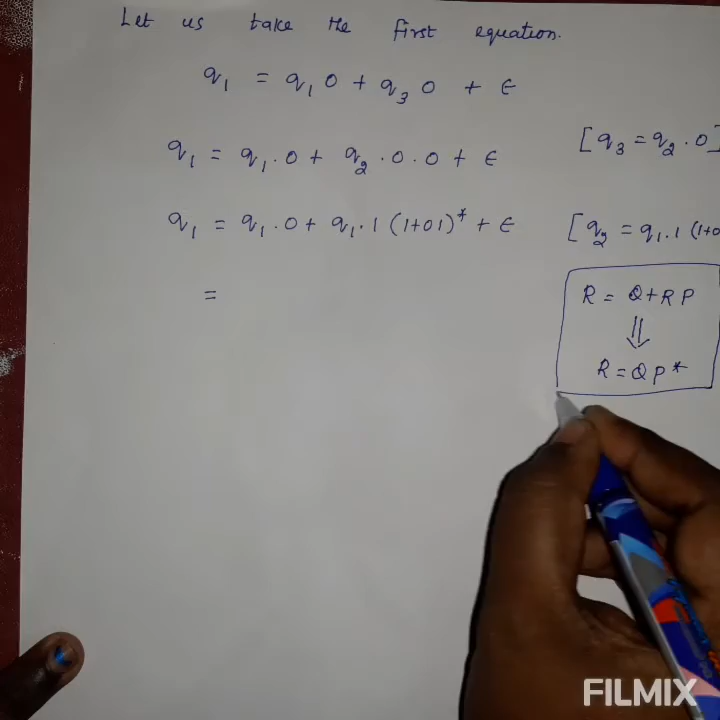 Let us take the first equation.
q₁ = q₁ 0 + q₃ 0 + ϵ
q₁ = q₁ · 0 + q₂ · 0 · 0 + ϵ [q₃ = q₂ · 0]
q₁ = q₁ · 0 + q₁ · 1 (1+01)* + ϵ [q₂ = q₁ · 1 (1+0
=
R = Q + R P
⇓
R = Q P*
FILMIX